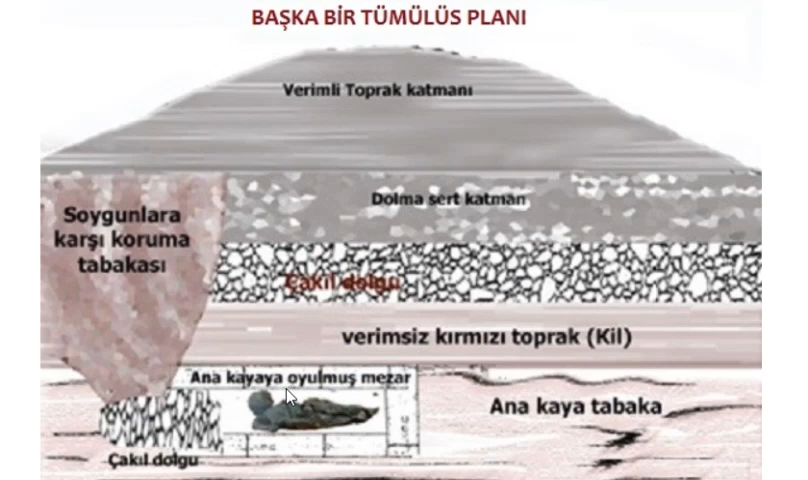 BAŞKA BİR TÜMÜLÜS PLANI
Verimli Toprak katmanı
Dolma sert katman
Soygunlara
karşı koruma
tabakası
Çakıl dolgu
verimsiz kırmızı toprak (Kil)
Ana kayaya oyulmuş mezar
Ana kaya tabaka
Çakıl dolgu